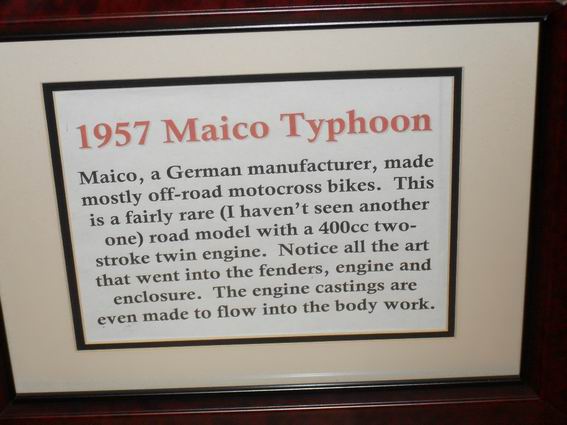 1957 Maico Typhoon
Maico, a German manufacturer, made
mostly off-road motocross bikes.  This
is a fairly rare (I haven't seen another
one) road model with a 400cc two-
stroke twin engine.  Notice all the art
that went into the fenders, engine and
enclosure.  The engine castings are
even made to flow into the body work.